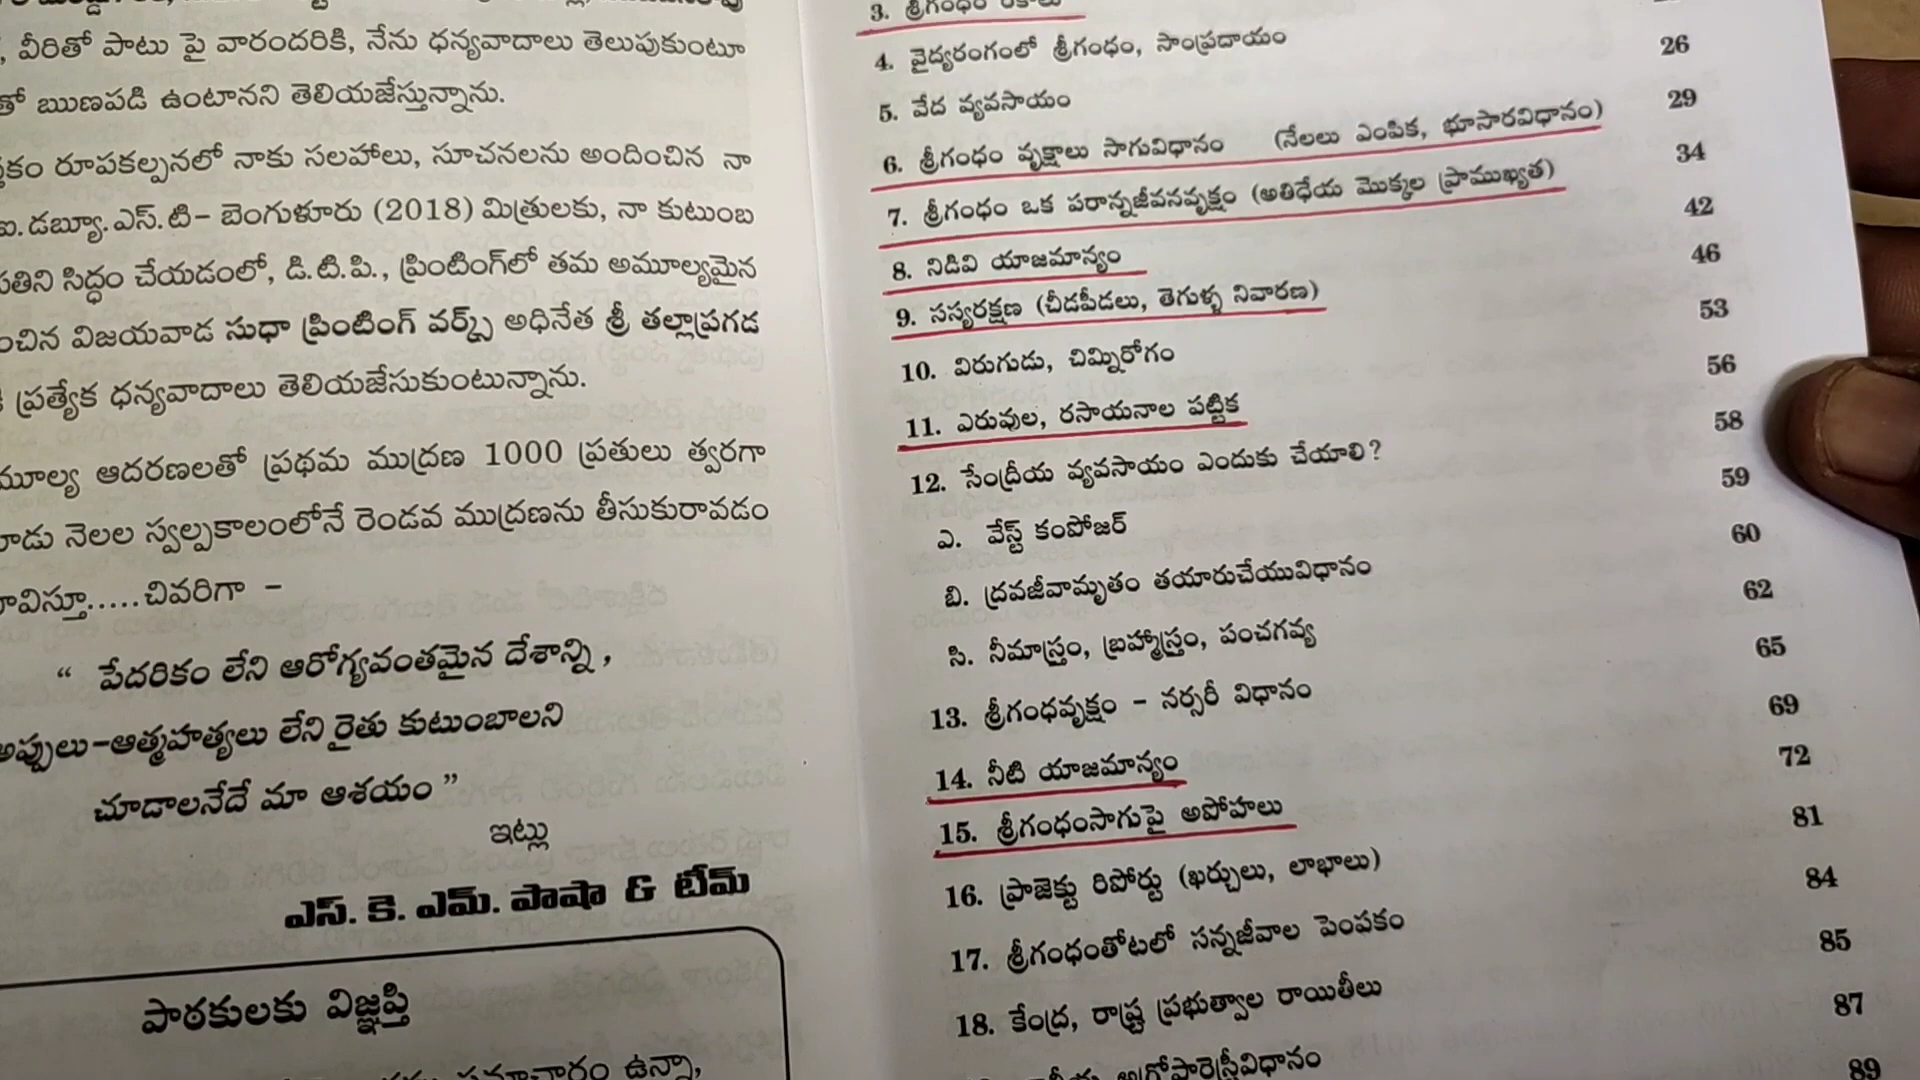 వీరితో పాటు పై వారందరికి, నేను ధన్యవాదాలు తెలుపుకుంటూ
తో ఋణపడి ఉంటానని తెలియజేస్తున్నాను.
రూపకల్పనలో నాకు సలహాలు, సూచనలను అందించిన నా
ఐ.డబ్ల్యూ.ఎస్.టి- బెంగుళూరు (2018) మిత్రులకు, నా కుటుంబ
సిద్ధం చేయడంలో, డి.టి.పి., ప్రింటింగ్‌లో తమ అమూల్యమైన
విజయవాడ సుధా ప్రింటింగ్ వర్క్స్ అధినేత శ్రీ తల్లాప్రగడ
ప్రత్యేక ధన్యవాదాలు తెలియజేసుకుంటున్నాను.
ఆదరణలతో ప్రథమ ముద్రణ 1000 ప్రతులు త్వరగా
నెలల స్వల్పకాలంలోనే రెండవ ముద్రణను తీసుకురావడం
.....చివరిగా -
“ పేదరికం లేని ఆరోగ్యవంతమైన దేశాన్ని ,
అప్పులు-ఆత్మహత్యలు లేని రైతు కుటుంబాలని
చూడాలనేదే మా ఆశయం ”
ఇట్లు
ఎస్. కె. ఎమ్. పాషా & టీమ్
పాఠకులకు విజ్ఞప్తి
సమాచారం ఉన్నా,
3. శ్రీగంధం రకాలు
4. వైద్యరంగంలో శ్రీగంధం, సాంప్రదాయం 26
5. వేద వ్యవసాయం 29
6. శ్రీగంధం వృక్షాలు సాగువిధానం (నేలలు ఎంపిక, భూసారవిధానం) 34
7. శ్రీగంధం ఒక పరాన్నజీవనవృక్షం (అతిధేయ మొక్కల ప్రాముఖ్యత) 42
8. నిడివి యాజమాన్యం 46
9. సస్యరక్షణ (చీడపీడలు, తెగుళ్ళ నివారణ) 53
10. విరుగుడు, చిమ్నిరోగం 56
11. ఎరువుల, రసాయనాల పట్టిక 58
12. సేంద్రీయ వ్యవసాయం ఎందుకు చేయాలి? 59
ఎ. వేస్ట్ కంపోజర్ 60
బి. ద్రవజీవామృతం తయారుచేయువిధానం 62
సి. నీమాస్త్రం, బ్రహ్మాస్త్రం, పంచగవ్య 65
13. శ్రీగంధవృక్షం - నర్సరీ విధానం 69
14. నీటి యాజమాన్యం 72
15. శ్రీగంధంసాగుపై అపోహలు 81
16. ప్రాజెక్టు రిపోర్టు (ఖర్చులు, లాభాలు) 84
17. శ్రీగంధంతోటలో సన్నజీవాల పెంపకం 85
18. కేంద్ర, రాష్ట్ర ప్రభుత్వాల రాయితీలు 87
అగ్రోఫారెస్ట్రీవిధానం 89